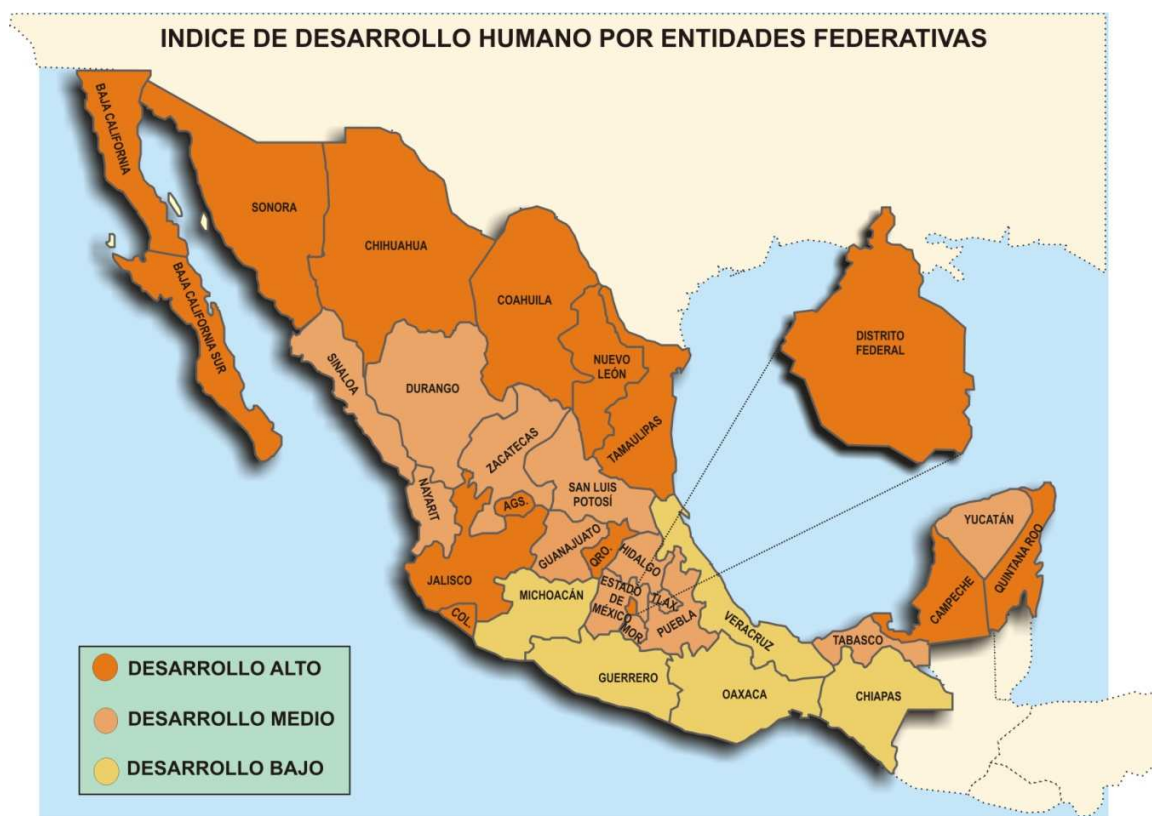 INDICE DE DESARROLLO HUMANO POR ENTIDADES FEDERATIVAS
BAJA CALIFORNIA
SONORA
CHIHUAHUA
BAJA CALIFORNIA SUR
COAHUILA
NUEVO
LEÓN
TAMAULIPAS
SINALOA
DURANGO
ZACATECAS
SAN LUIS
POTOSÍ
NAYARIT
AGS.
GUANAJUATO
QRO.
HIDALGO
JALISCO
COL.
MICHOACÁN
ESTADO
DE
MÉXICO
TLAX.
MOR.
PUEBLA
VERACRUZ
GUERRERO
OAXACA
CHIAPAS
TABASCO
CAMPECHE
YUCATÁN
QUINTANA ROO
DISTRITO
FEDERAL
DESARROLLO ALTO
DESARROLLO MEDIO
DESARROLLO BAJO